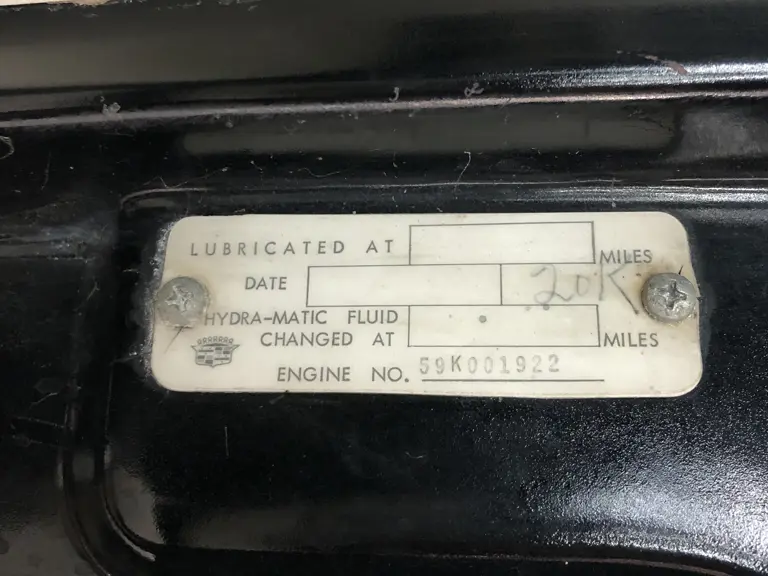 LUBRICATED AT MILES
DATE 20K
HYDRA-MATIC FLUID
CHANGED AT MILES
ENGINE NO. 59K001922